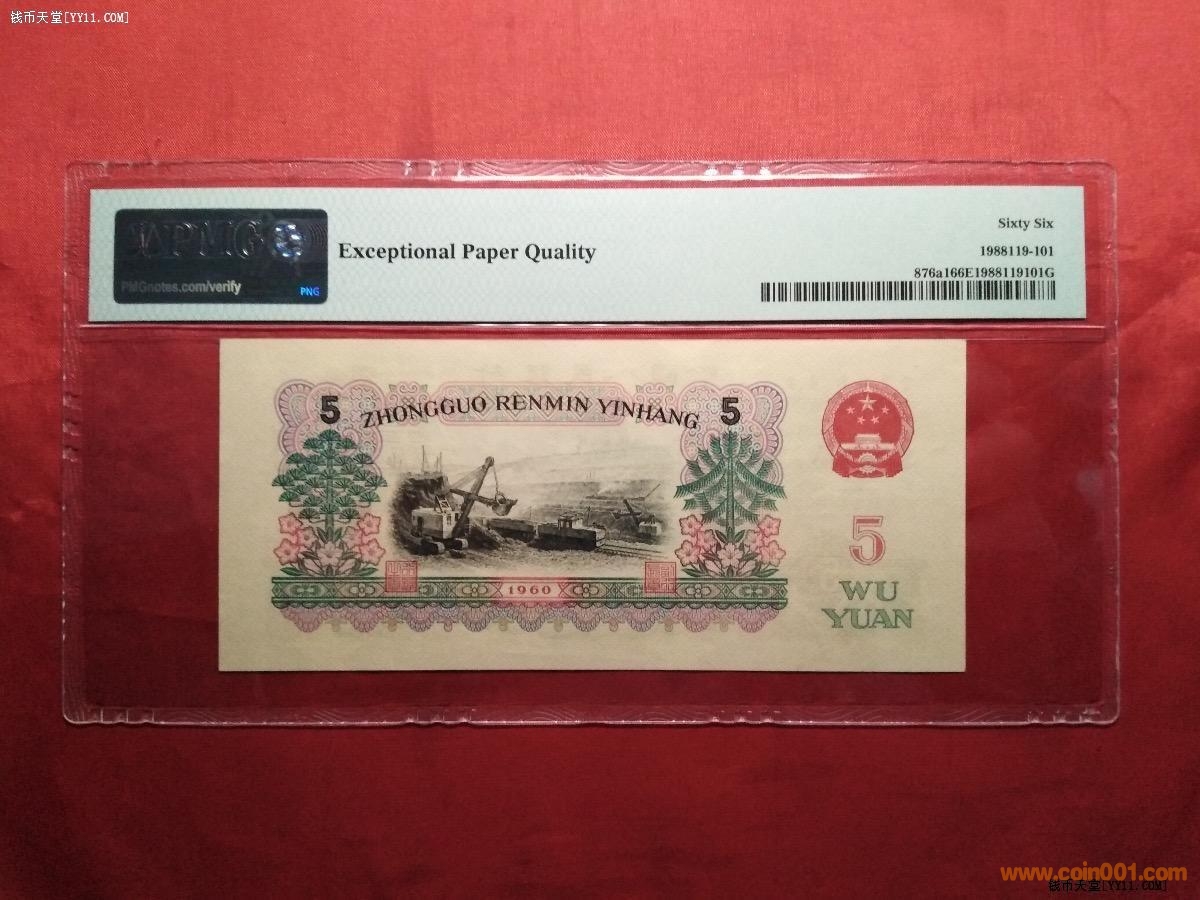 钱币天堂[YY11.COM]
PMG
PMGnotes.com/verify
PNG
Exceptional Paper Quality
Sixty Six
1988119-101
876a166E1988119101G
5 ZHONGGUO RENMIN YINHANG 5
1960
5
WU
YUAN
www.coin001.com
钱币天堂[YY11.COM]